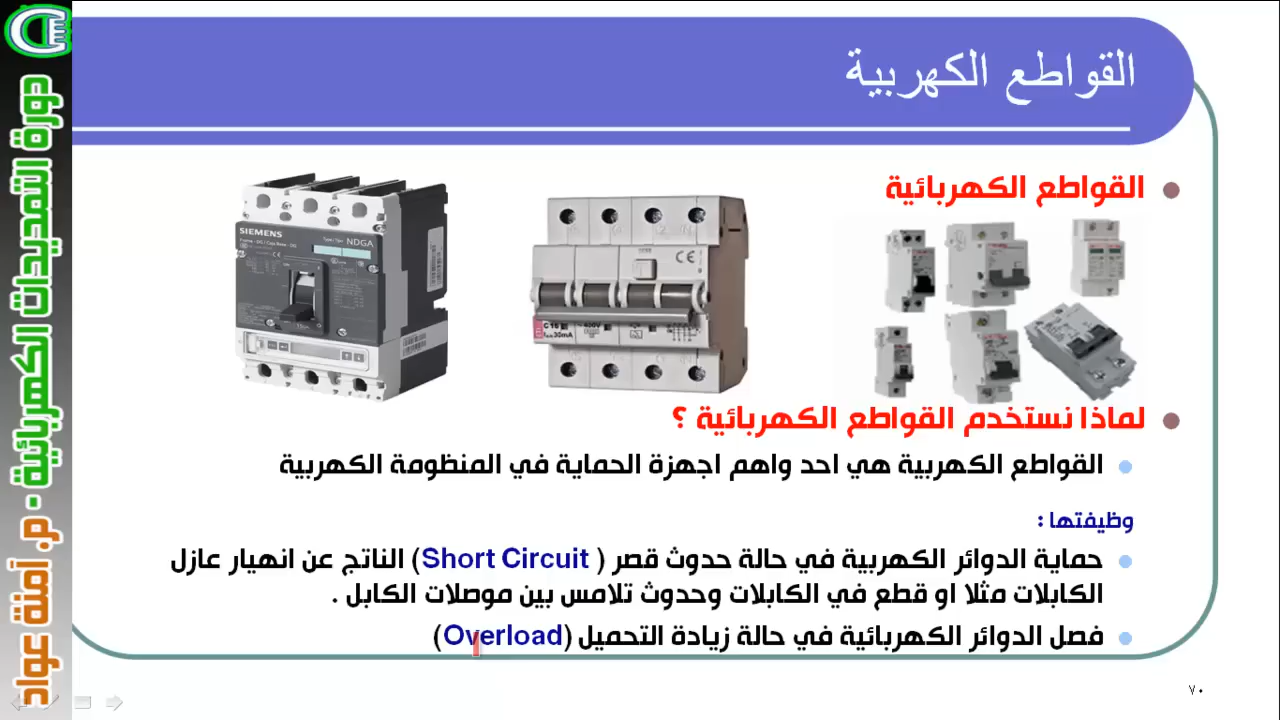 القواطع الكهربية
القواطع الكهربائية
SIEMENS
NDGA
CE
C 16
400V
30mA
لماذا نستخدم القواطع الكهربائية ؟
القواطع الكهربية هي احد واهم اجهزة الحماية في المنظومة الكهربية
وظيفتها :
حماية الدوائر الكهربية في حالة حدوث قصر ( Short Circuit) الناتج عن انهيار عازل
الكابلات مثلا او قطع في الكابلات وحدوث تلامس بين موصلات الكابل .
فصل الدوائر الكهربائية في حالة زيادة التحميل (Overload)
٧٠
دورة التمديدات الكهربائية - م. آمنة عواد